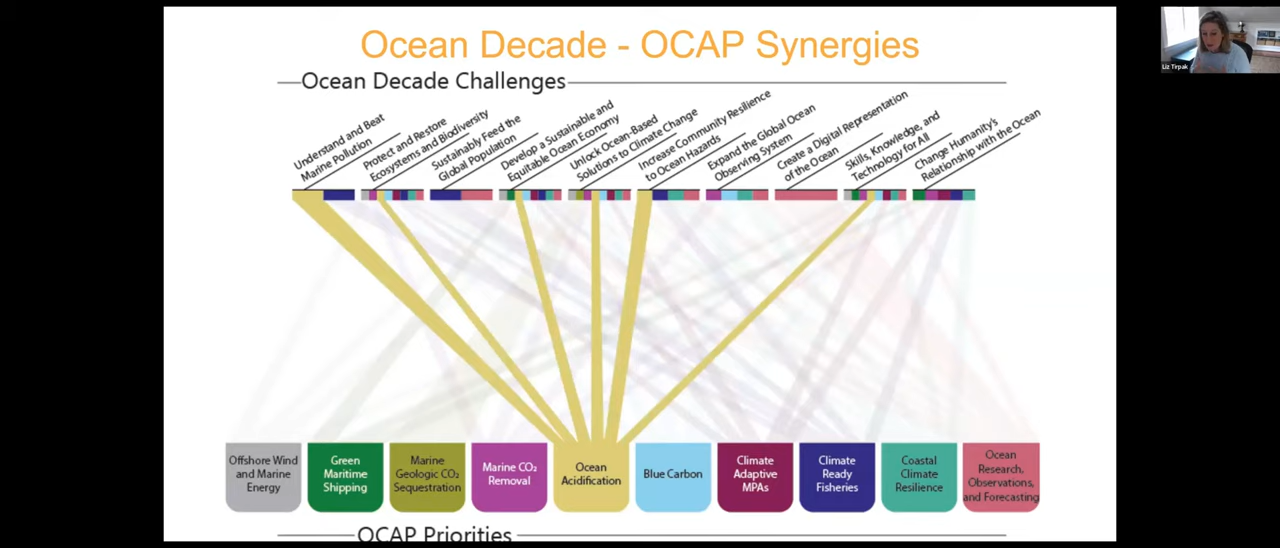 Ocean Decade - OCAP Synergies
Liz Tirpak
Ocean Decade Challenges
Understand and Beat
Marine Pollution
Protect and Restore
Ecosystems and Biodiversity
Sustainably Feed the
Global Population
Develop a Sustainable and
Equitable Ocean Economy
Unlock Ocean-Based
Solutions to Climate Change
Increase Community Resilience
to Ocean Hazards
Expand the Global Ocean
Observing System
Create a Digital Representation
of the Ocean
Skills, Knowledge, and
Technology for All
Change Humanity's
Relationship with the Ocean
Offshore Wind
and Marine
Energy
Green
Maritime
Shipping
Marine
Geologic CO₂
Sequestration
Marine CO₂
Removal
Ocean
Acidification
Blue Carbon
Climate
Adaptive
MPAs
Climate
Ready
Fisheries
Coastal
Climate
Resilience
Ocean
Research,
Observations,
and Forecasting
OCAP Priorities